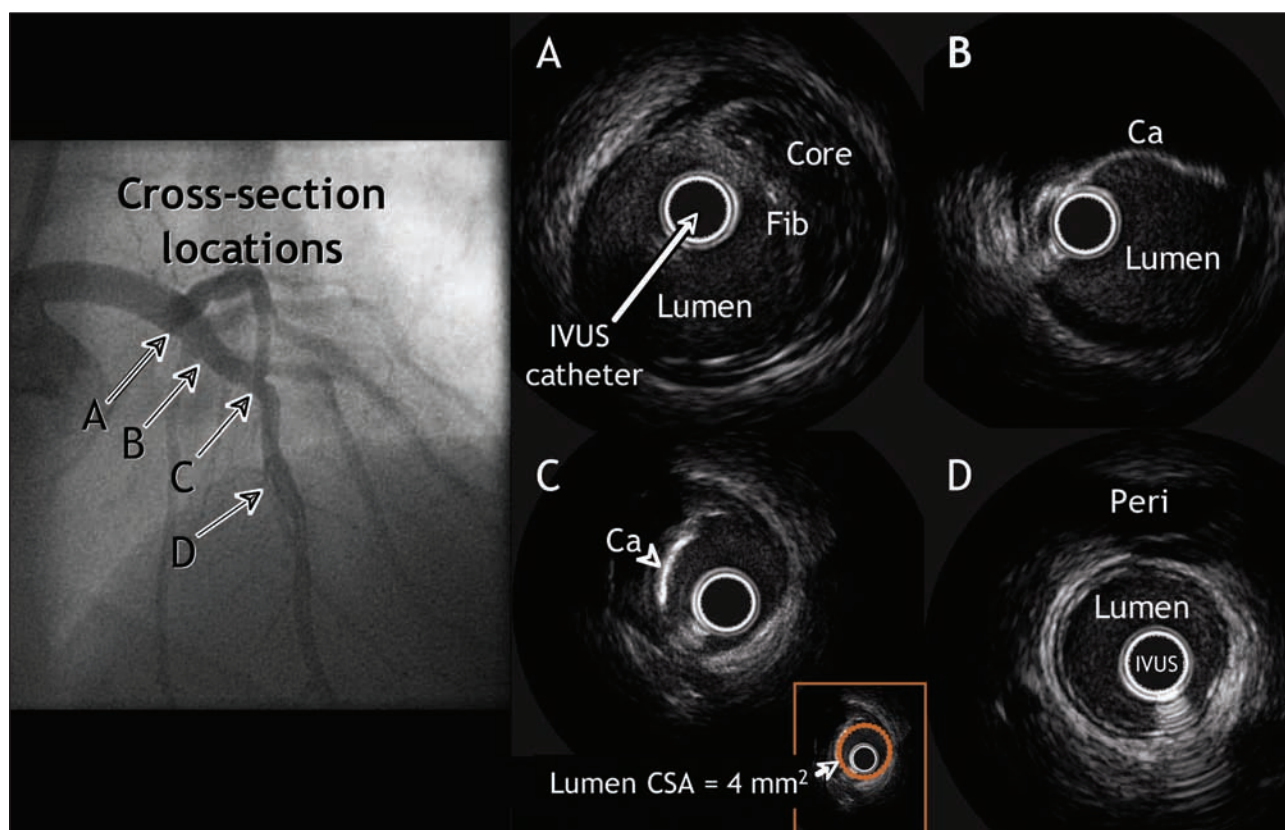 Cross-section
locations
A
B
C
D
A
Core
Fib
Lumen
IVUS
catheter
B
Ca
Lumen
C
Ca
Lumen CSA = 4 mm²
D
Peri
Lumen
IVUS